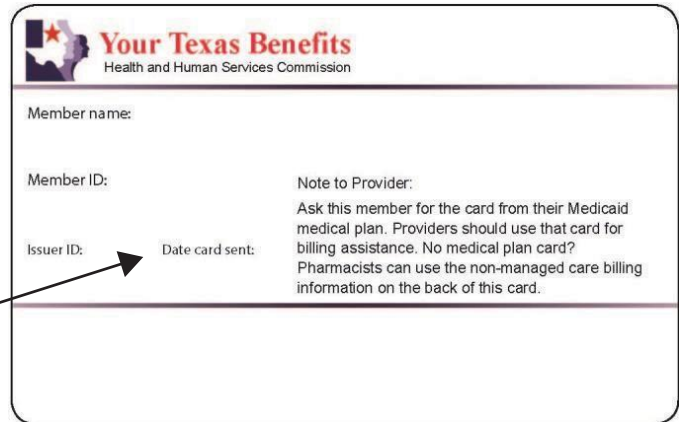 Your Texas Benefits
Health and Human Services Commission
Member name:
Member ID:
Note to Provider:
Ask this member for the card from their Medicaid
medical plan. Providers should use that card for
billing assistance. No medical plan card?
Pharmacists can use the non-managed care billing
information on the back of this card.
Issuer ID:
Date card sent: